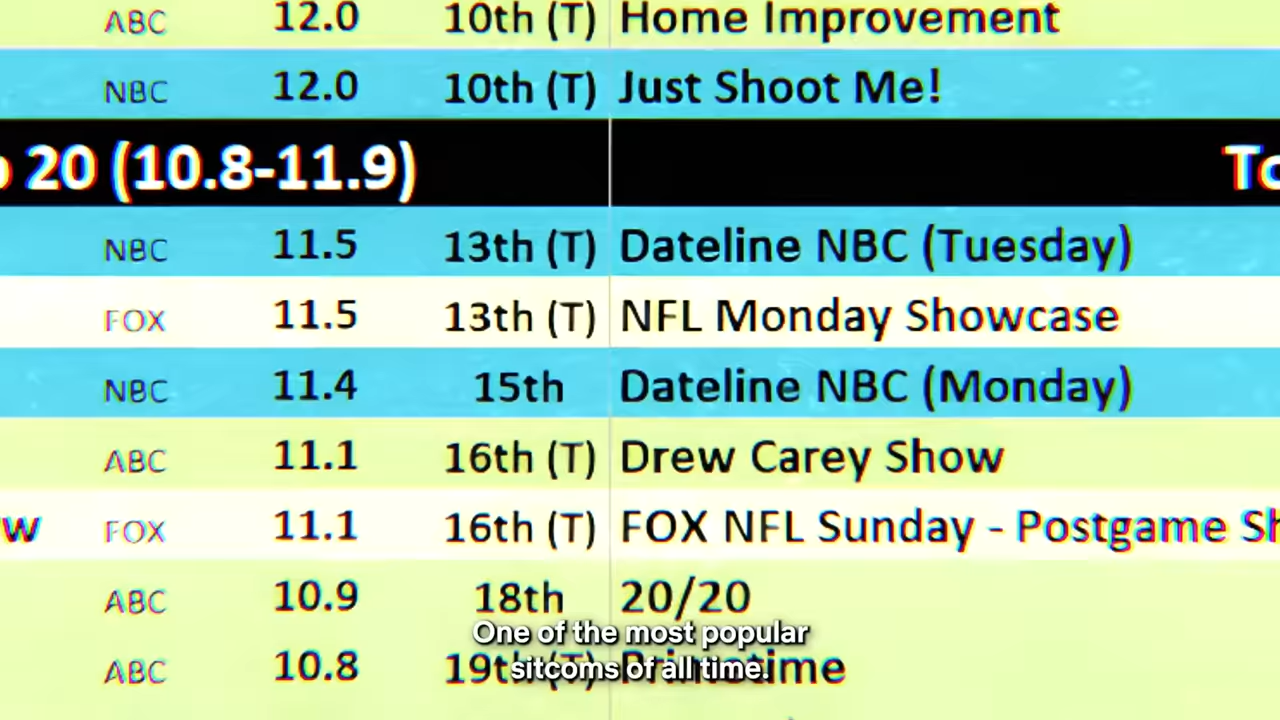 ABC 12.0 10th (T) Home Improvement
NBC 12.0 10th (T) Just Shoot Me!
20 (10.8-11.9)
NBC 11.5 13th (T) Dateline NBC (Tuesday)
FOX 11.5 13th (T) NFL Monday Showcase
NBC 11.4 15th Dateline NBC (Monday)
ABC 11.1 16th (T) Drew Carey Show
FOX 11.1 16th (T) FOX NFL Sunday - Postgame
ABC 10.9 18th 20/20
ABC 10.8 19th (T) Primetime
One of the most popular
sitcoms of all time.